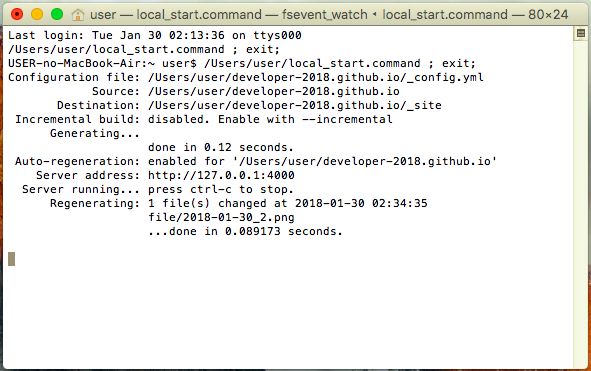 user — local_start.command — fsevent_watch ◂ local_start.command — 80×24
Last login: Tue Jan 30 02:13:36 on ttys000
/Users/user/local_start.command ; exit;
USER-no-MacBook-Air:~ user$ /Users/user/local_start.command ; exit;
Configuration file: /Users/user/developer-2018.github.io/_config.yml
Source: /Users/user/developer-2018.github.io
Destination: /Users/user/developer-2018.github.io/_site
Incremental build: disabled. Enable with --incremental
Generating...
done in 0.12 seconds.
Auto-regeneration: enabled for '/Users/user/developer-2018.github.io'
Server address: http://127.0.0.1:4000
Server running... press ctrl-c to stop.
Regenerating: 1 file(s) changed at 2018-01-30 02:34:35
file/2018-01-30_2.png
...done in 0.089173 seconds.